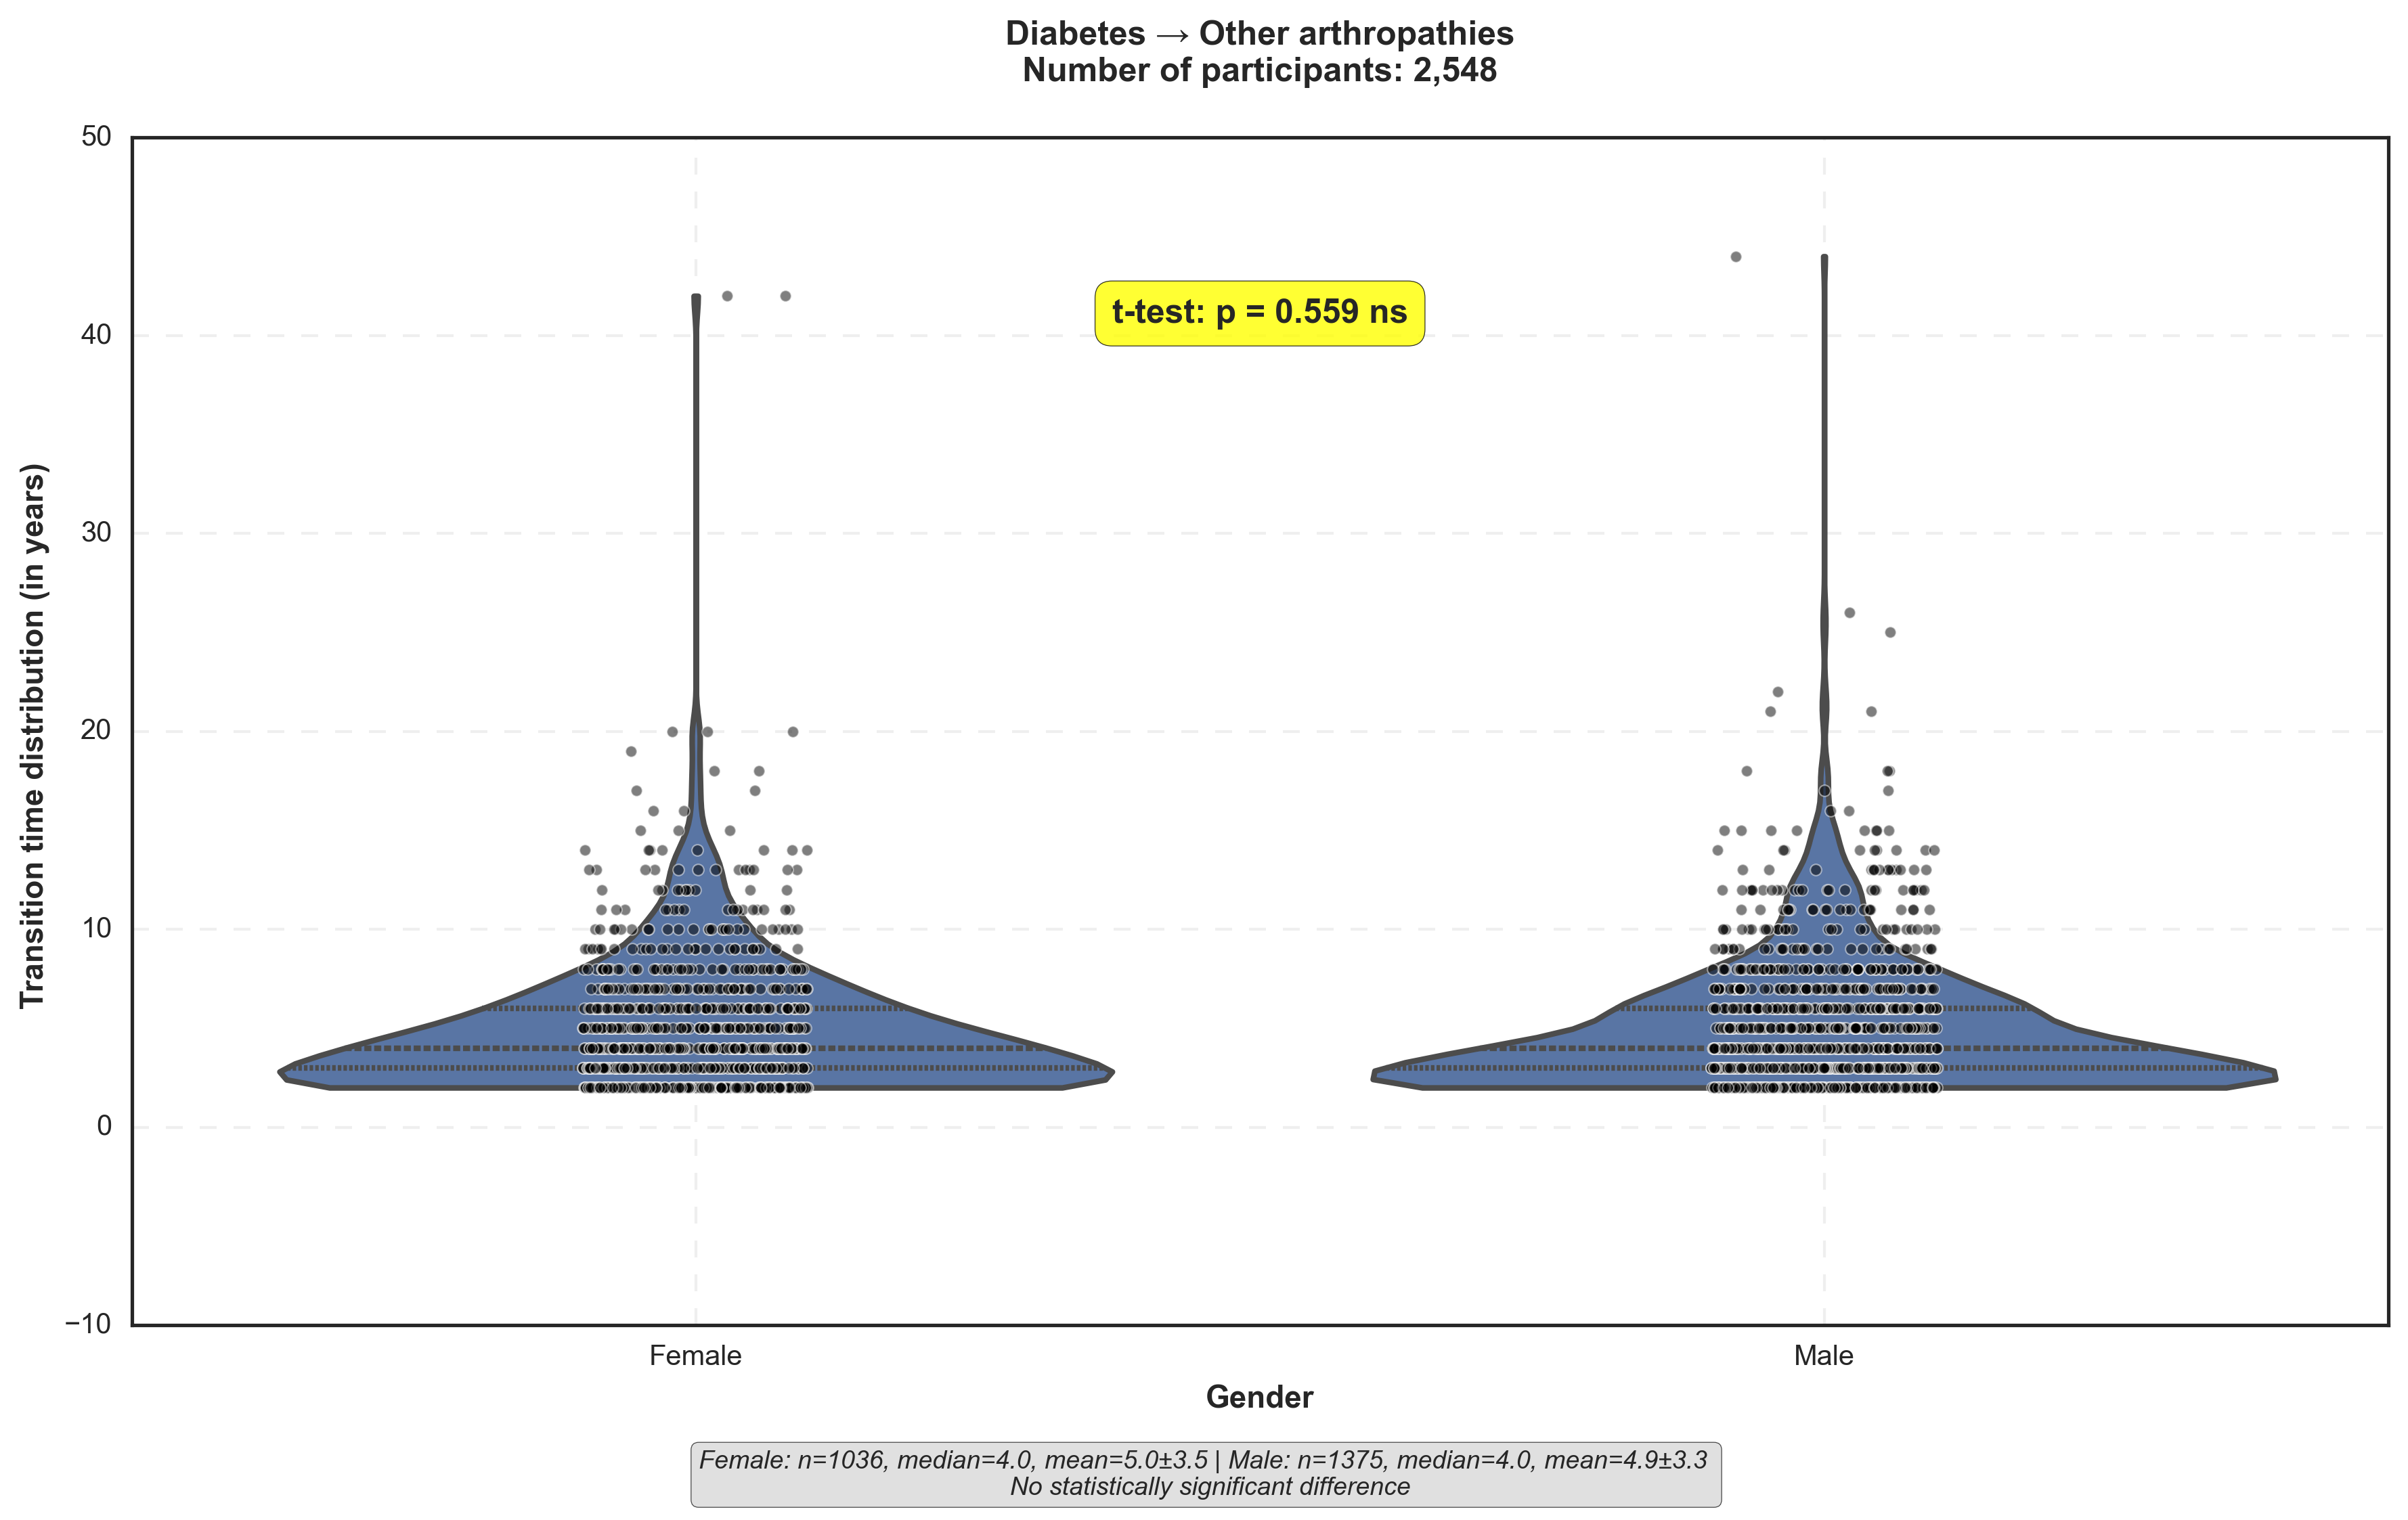 Diabetes → Other arthropathies
Number of participants: 2,548
50
40
30
20
10
0
−10
Transition time distribution (in years)
t-test: p = 0.559 ns
Female
Male
Gender
Female: n=1036, median=4.0, mean=5.0±3.5 | Male: n=1375, median=4.0, mean=4.9±3.3
No statistically significant difference